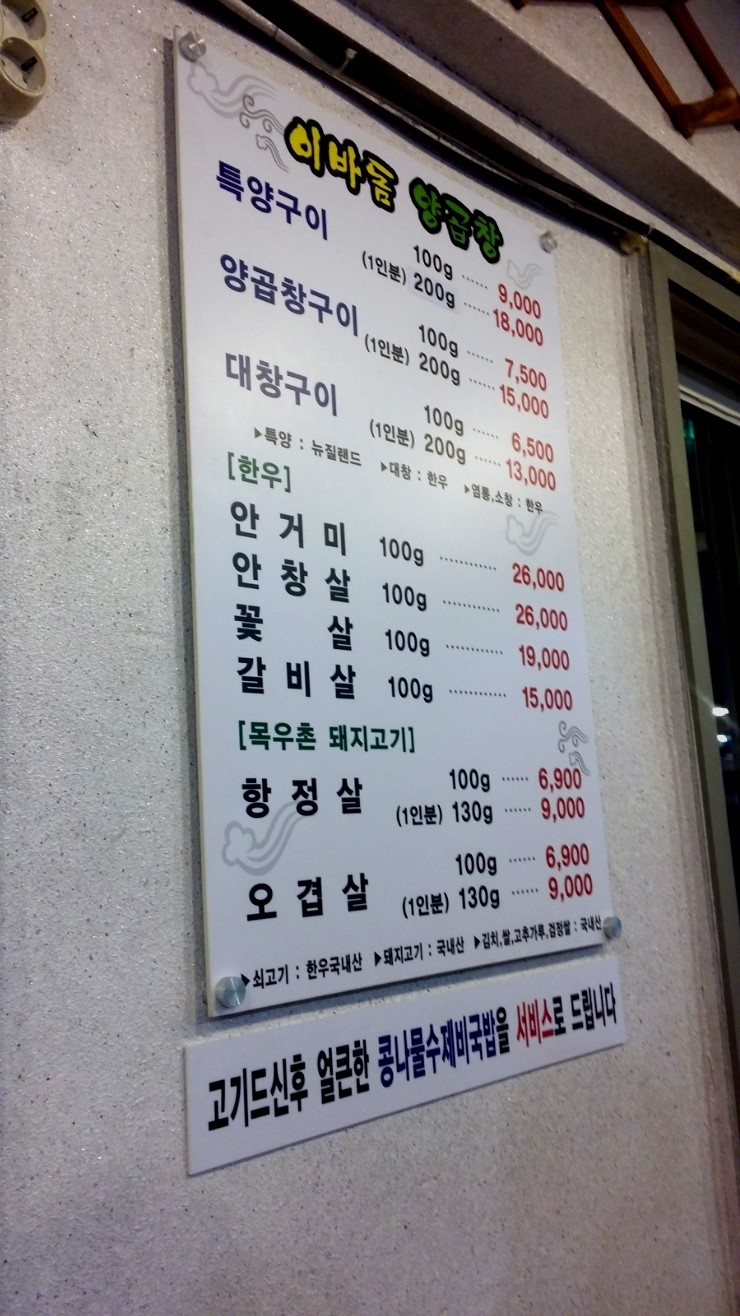 이바돔 양곱창
특양구이
100g ······ 9,000
(1인분) 200g ······ 18,000
양곱창구이
100g ······ 7,500
(1인분) 200g ······ 15,000
대창구이
100g ······ 6,500
(1인분) 200g ······ 13,000
▶특양 : 뉴질랜드 ▶대창 : 한우 ▶염통,소창 : 한우
[한우]
안 거 미 100g ············ 26,000
안 창 살 100g ············ 26,000
꽃 살 100g ············ 19,000
갈 비 살 100g ············ 15,000
[목우촌 돼지고기]
항 정 살
100g ······ 6,900
(1인분) 130g ······ 9,000
오 겹 살
100g ······ 6,900
(1인분) 130g ······ 9,000
▶쇠고기 : 한우국내산 ▶돼지고기 : 국내산 ▶김치,쌀,고추가루,검정쌀 : 국내산
고기드신후 얼큰한 콩나물수제비국밥을 서비스로 드립니다